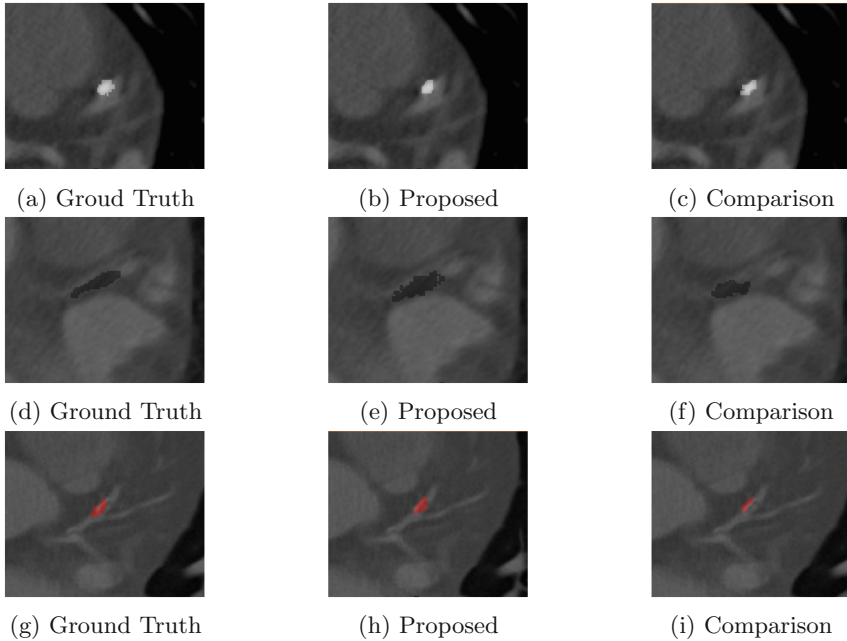 (a) Groud Truth
(b) Proposed
(c) Comparison
(d) Ground Truth
(e) Proposed
(f) Comparison
(g) Ground Truth
(h) Proposed
(i) Comparison